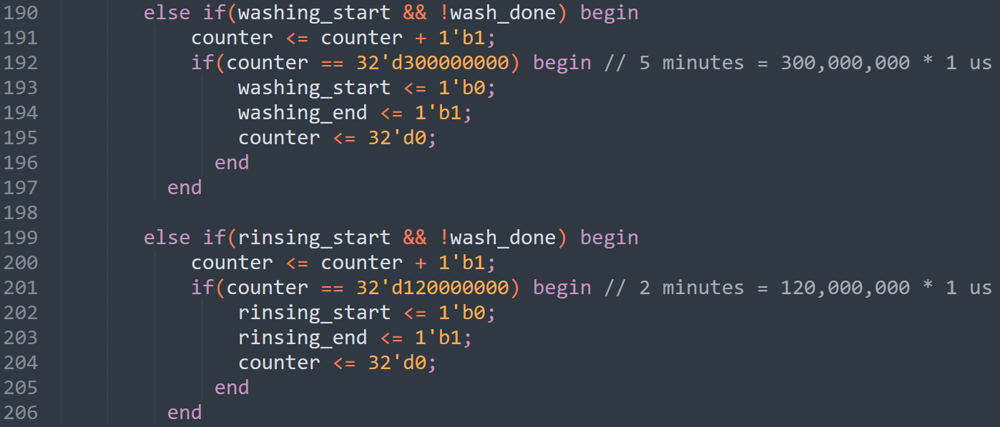 190 else if(washing_start && !wash_done) begin
191 counter <= counter + 1'b1;
192 if(counter == 32'd300000000) begin // 5 minutes = 300,000,000 * 1 us
193 washing_start <= 1'b0;
194 washing_end <= 1'b1;
195 counter <= 32'd0;
196 end
197 end
198
199 else if(rinsing_start && !wash_done) begin
200 counter <= counter + 1'b1;
201 if(counter == 32'd120000000) begin // 2 minutes = 120,000,000 * 1 us
202 rinsing_start <= 1'b0;
203 rinsing_end <= 1'b1;
204 counter <= 32'd0;
205 end
206 end